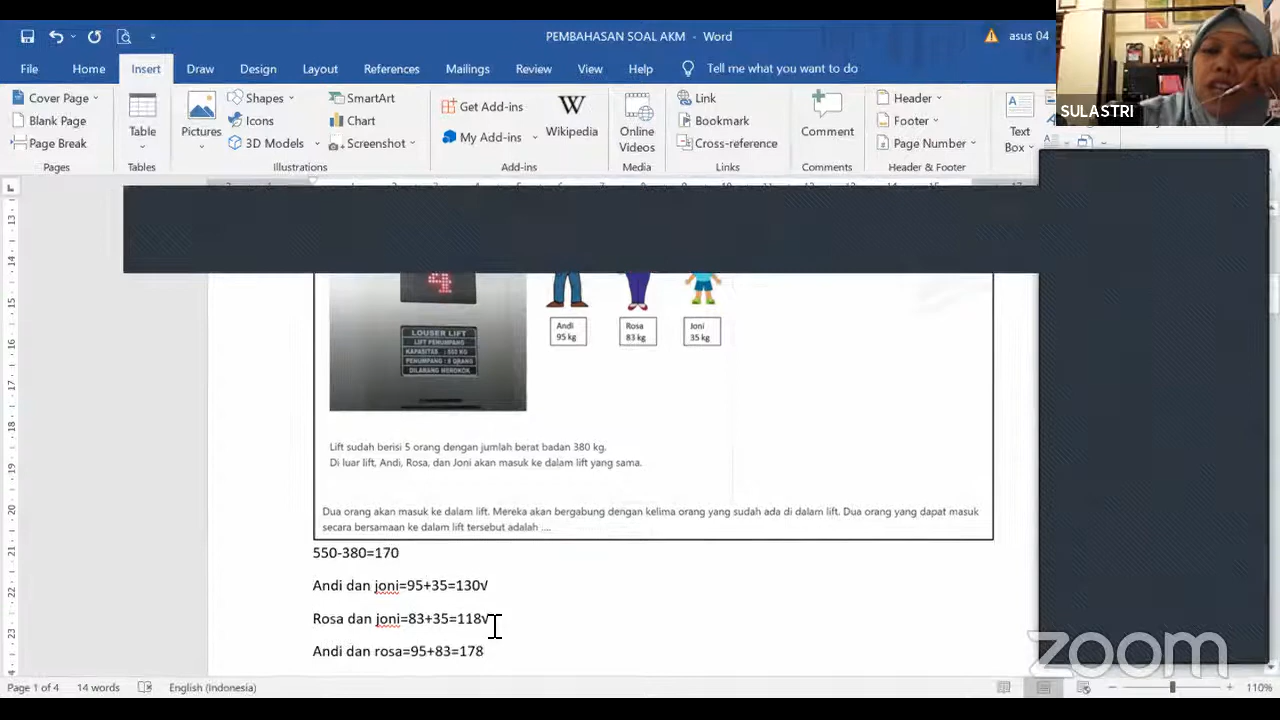 PEMBAHASAN SOAL AKM - Word
asus 04
File Home Insert Draw Design Layout References Mailings Review View Help Tell me what you want to do
SULASTRI
Cover Page
Blank Page
Page Break
Pages
Table
Tables
Pictures
Shapes
Icons
3D Models
SmartArt
Chart
Screenshot
Illustrations
Get Add-ins
My Add-ins
Wikipedia
Add-ins
Online Videos
Media
Link
Bookmark
Cross-reference
Links
Comment
Comments
Header
Footer
Page Number
Header & Footer
Text Box
4
LOUSER LIFT
LIFT PENUMPANG
KAPASITAS : 550 KG
DILARANG MEROKOK
Andi
95 kg
Rosa
83 kg
Joni
35 kg
Lift sudah berisi 5 orang dengan jumlah berat badan 380 kg.
Di luar lift, Andi, Rosa, dan Joni akan masuk ke dalam lift yang sama.
Dua orang akan masuk ke dalam lift. Mereka akan bergabung dengan kelima orang yang sudah ada di dalam lift. Dua orang yang dapat masuk
secara bersamaan ke dalam lift tersebut adalah ....
550-380=170
Andi dan joni=95+35=130V
Rosa dan joni=83+35=118v
Andi dan rosa=95+83=178
zoom
Page 1 of 4 14 words English (Indonesia) 110%